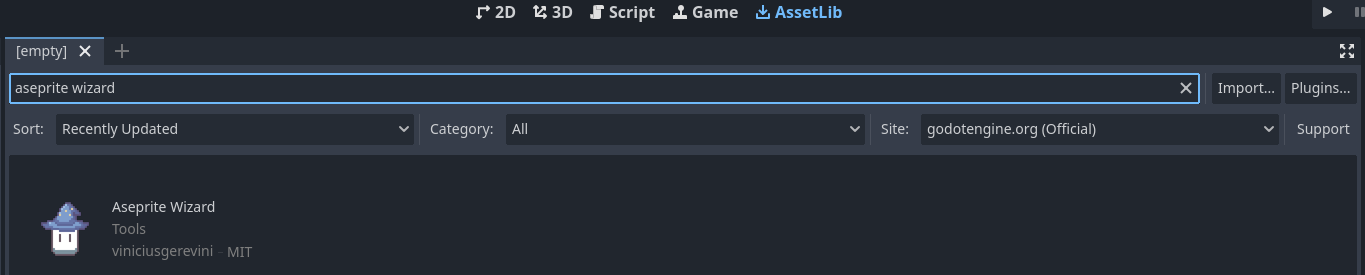 2D 3D Script Game AssetLib
[empty]
aseprite wizard Import... Plugins...
Sort: Recently Updated Category: All Site: godotengine.org (Official) Support
Aseprite Wizard
Tools
viniciusgerevini - MIT